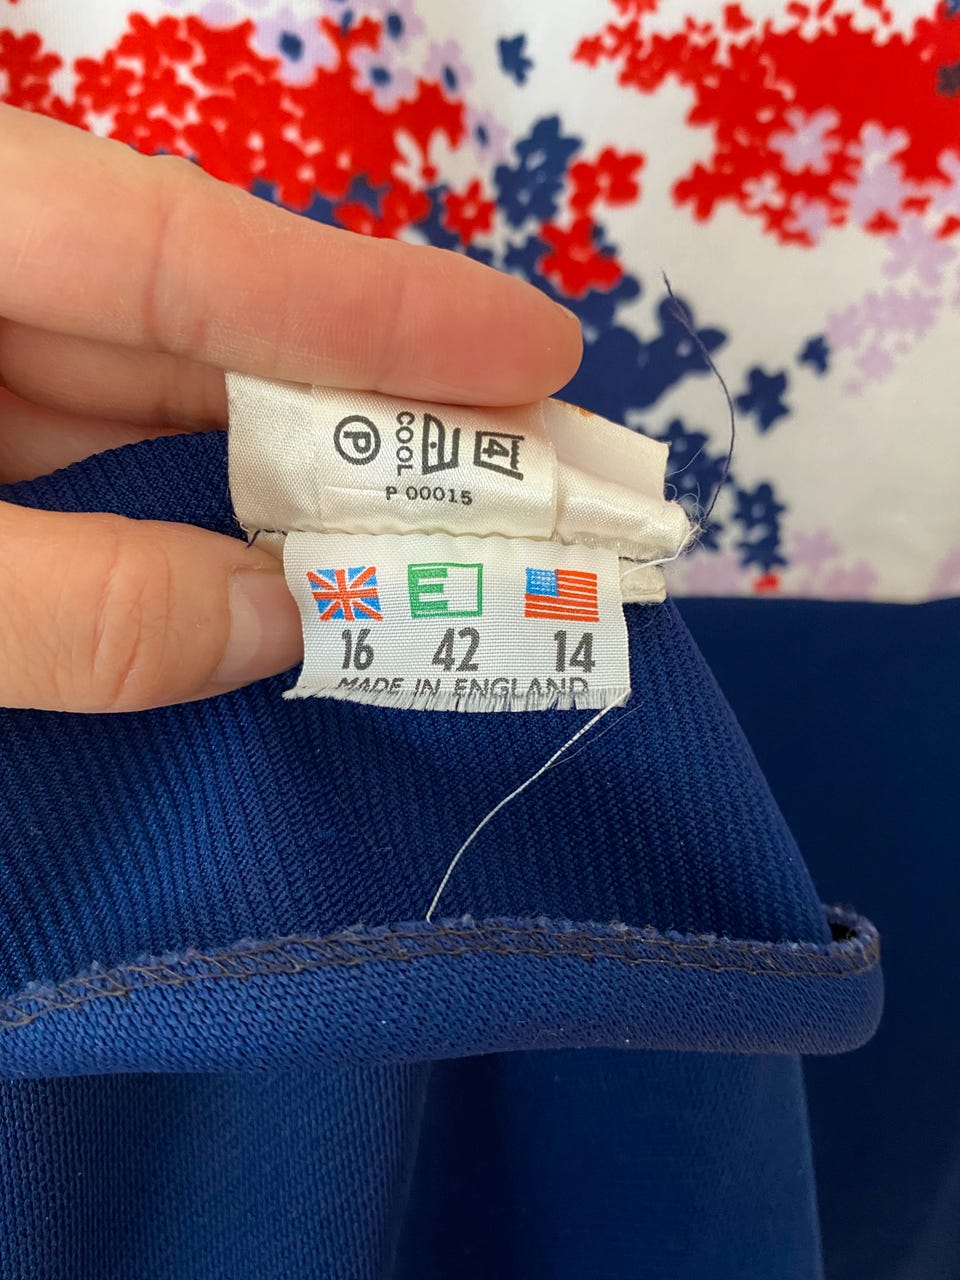 P COOL 4
P 00015
E
16 42 14
MADE IN ENGLAND